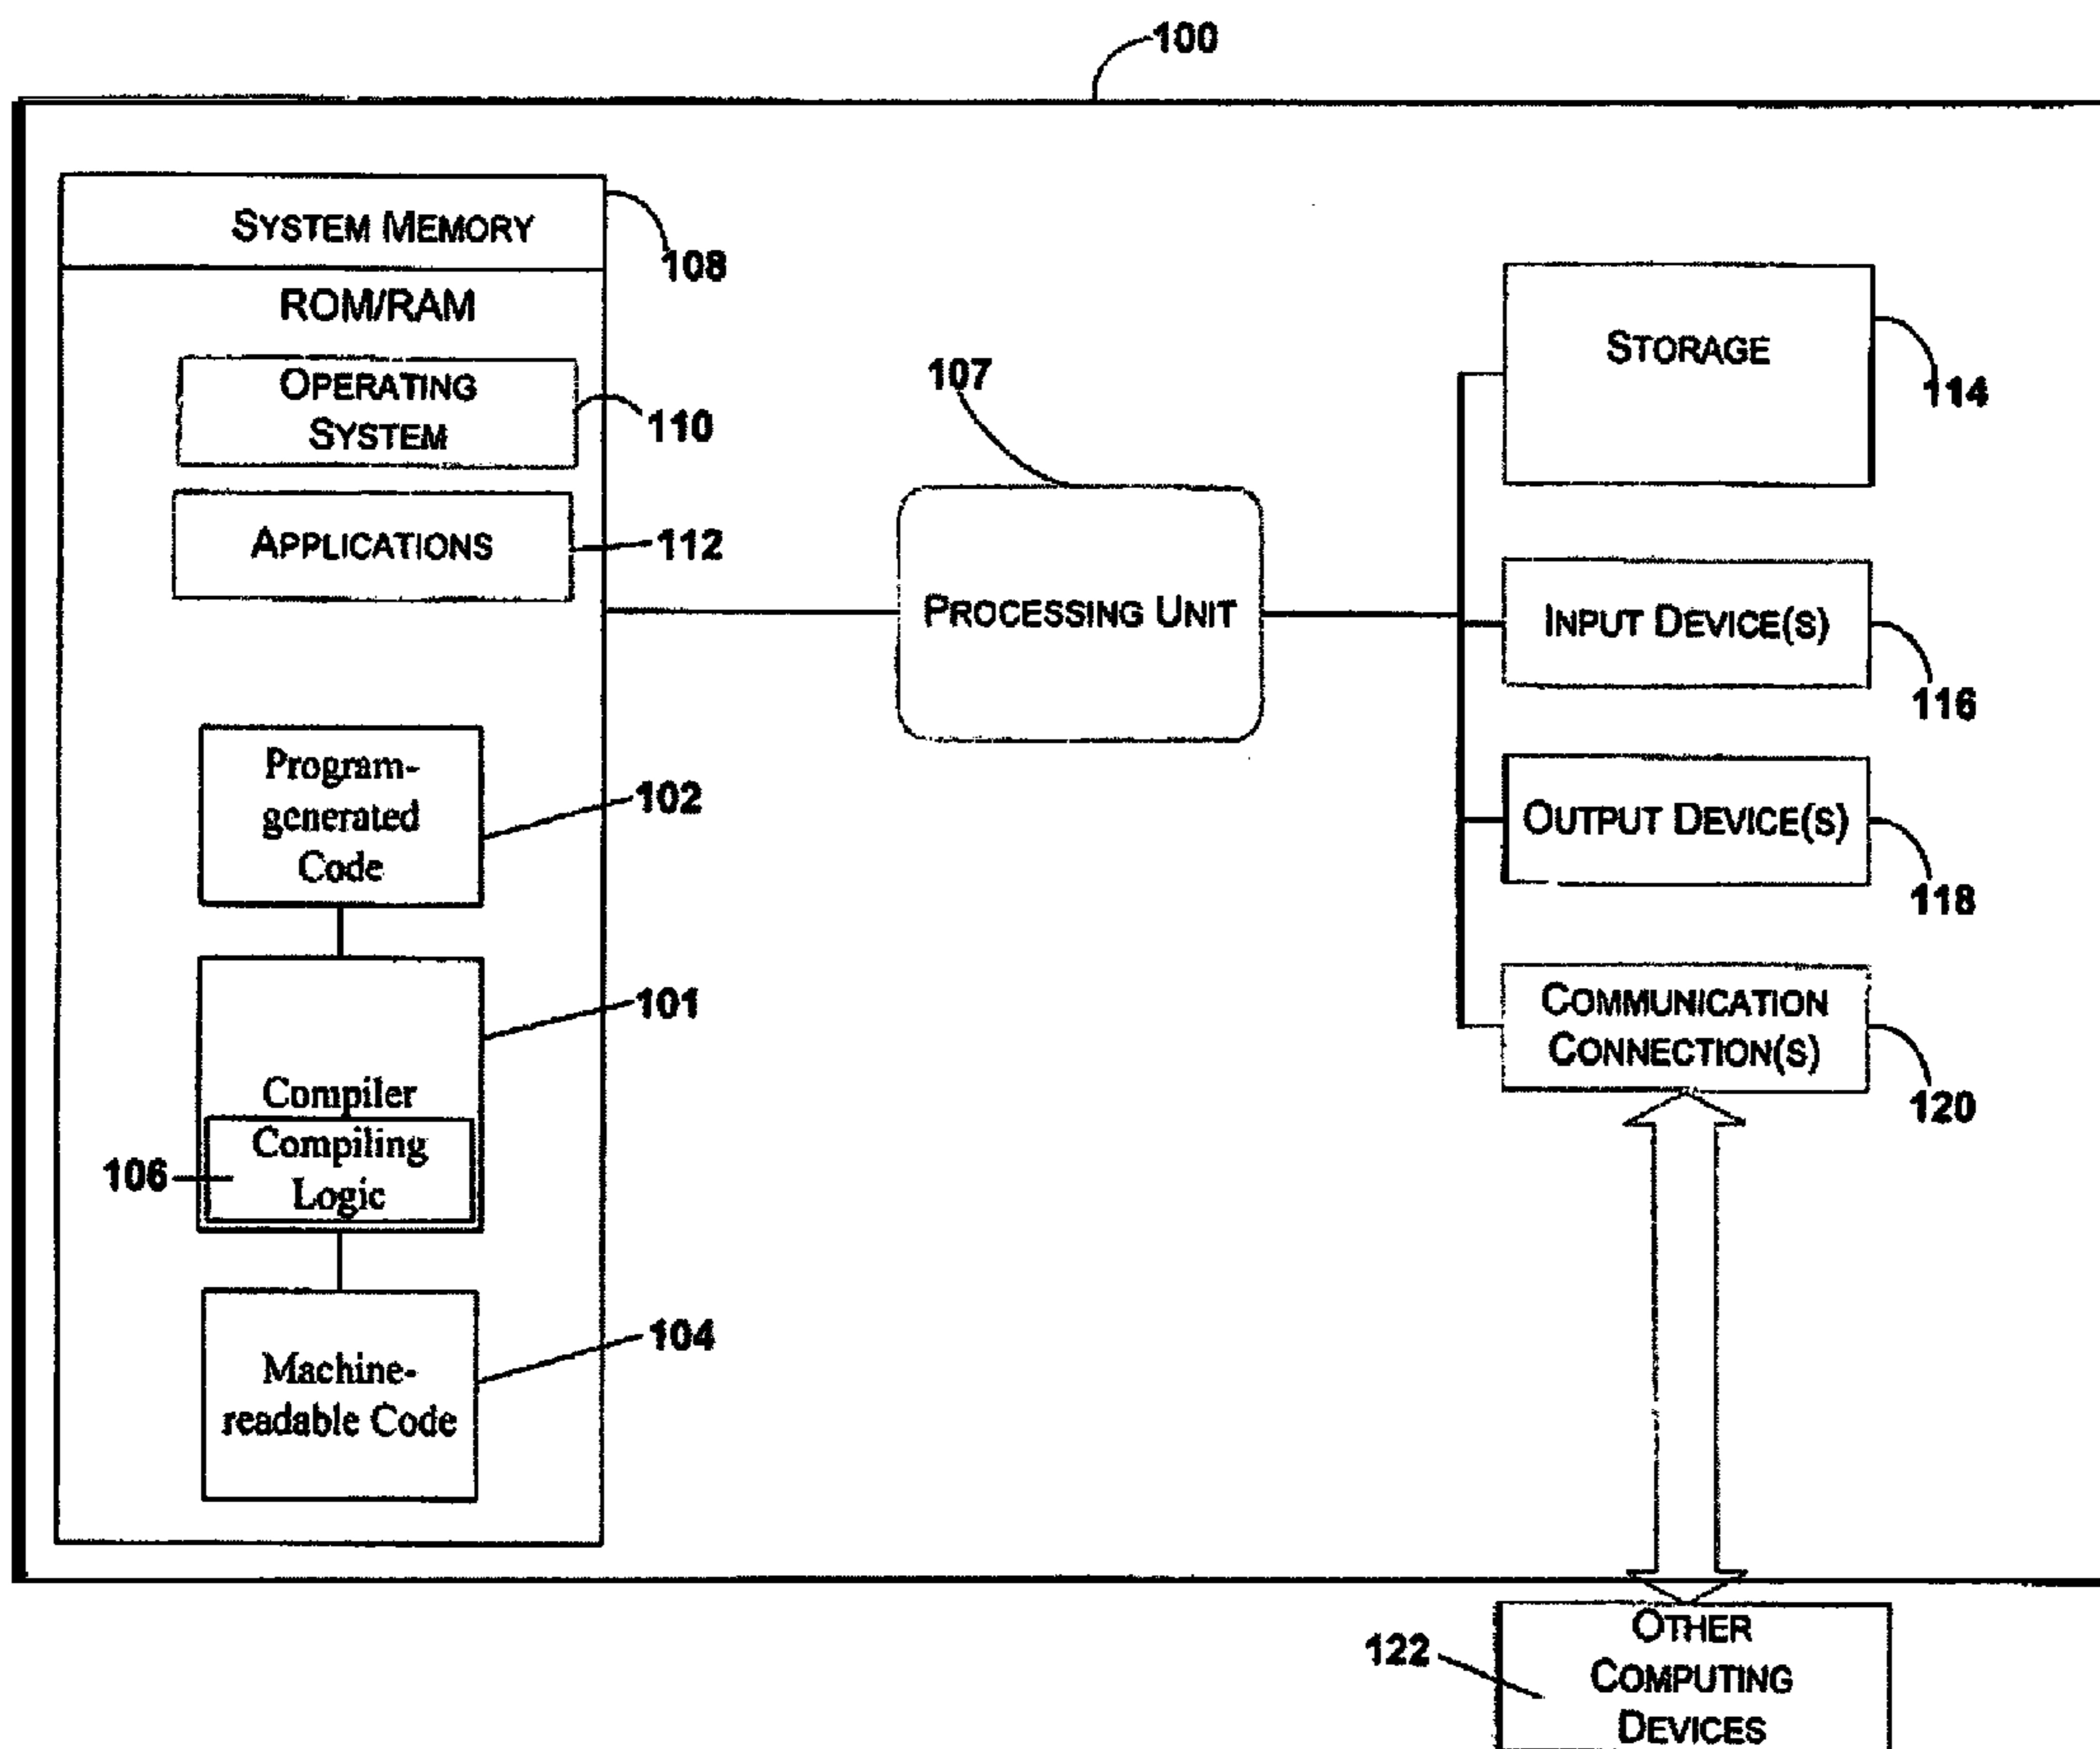 100
SYSTEM MEMORY
108
ROM/RAM
OPERATING
SYSTEM
110
APPLICATIONS
112
Program-
generated
Code
102
101
Compiler
Compiling
Logic
106
104
Machine-
readable Code
107
PROCESSING UNIT
STORAGE
114
INPUT DEVICE(S)
116
OUTPUT DEVICE(S)
118
COMMUNICATION
CONNECTION(S)
120
122
OTHER
COMPUTING
DEVICES